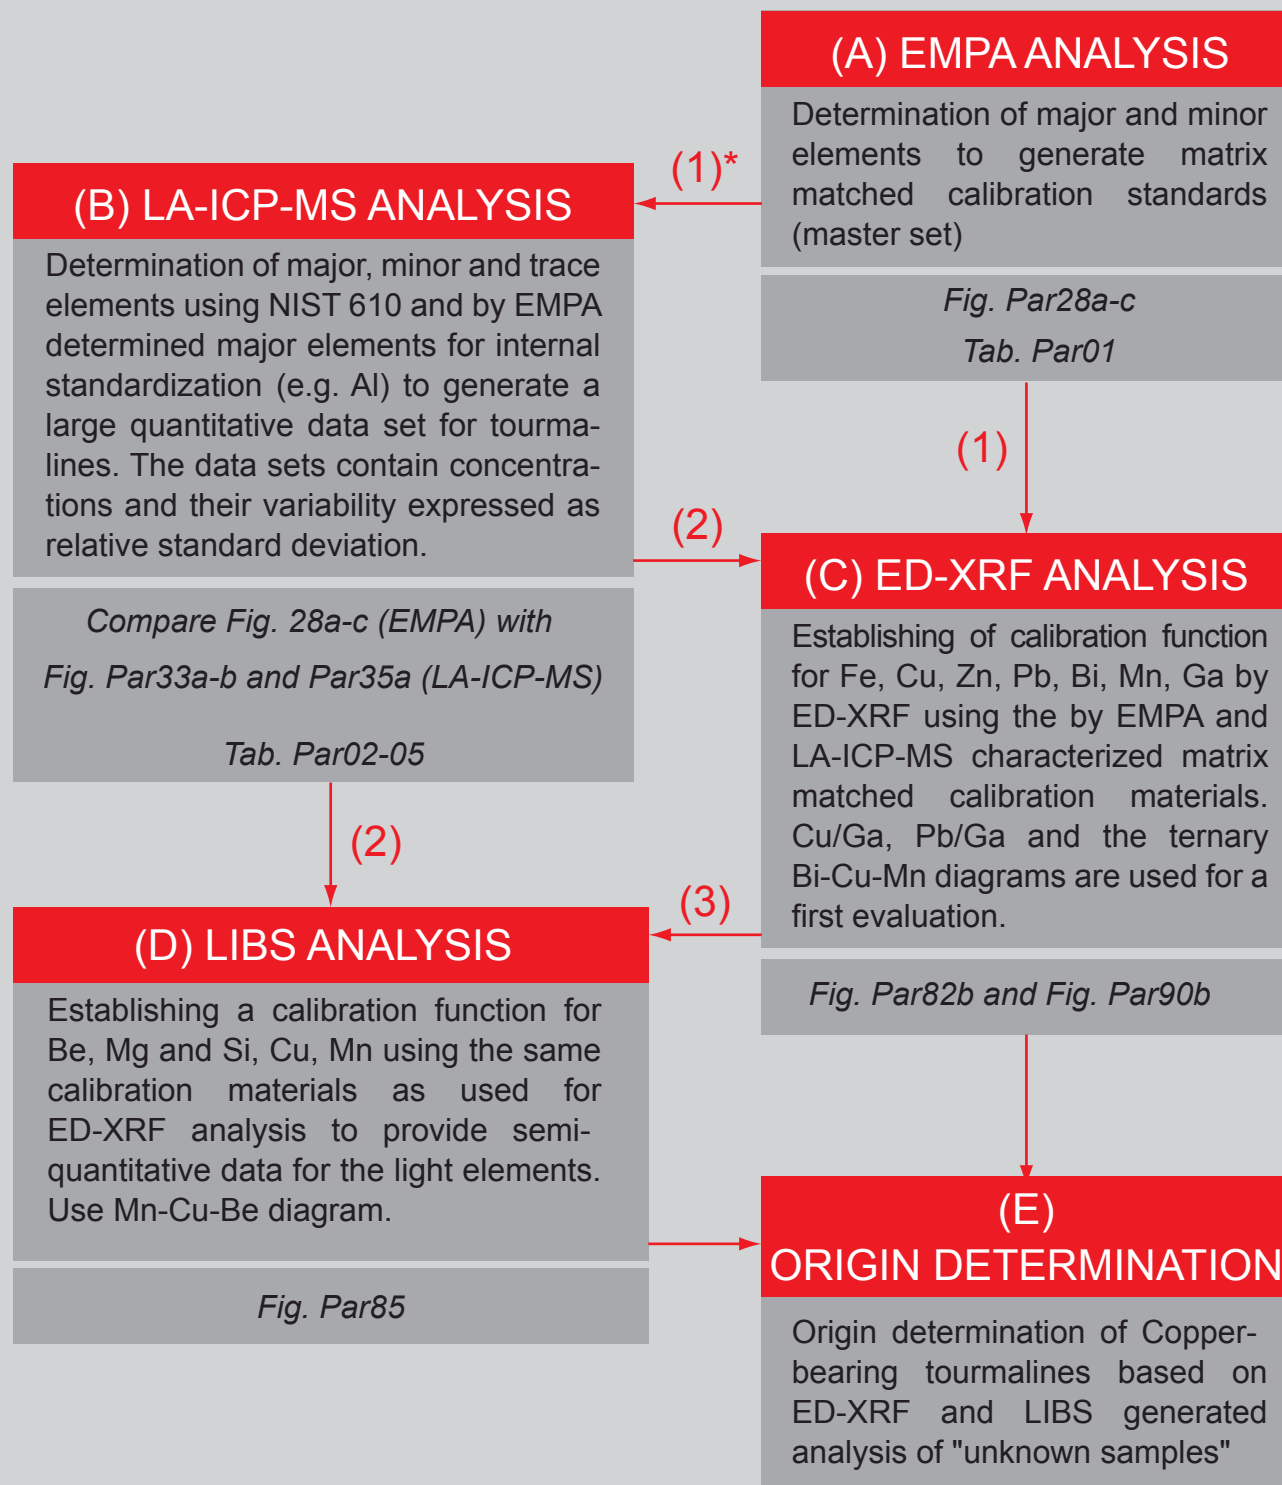 (A) EMPA ANALYSIS
Determination of major and minor
elements to generate matrix
matched calibration standards
(master set)
Fig. Par28a-c
Tab. Par01
(1)*
(1)
(B) LA-ICP-MS ANALYSIS
Determination of major, minor and trace
elements using NIST 610 and by EMPA
determined major elements for internal
standardization (e.g. Al) to generate a
large quantitative data set for tourma-
lines. The data sets contain concentra-
tions and their variability expressed as
relative standard deviation.
Compare Fig. 28a-c (EMPA) with
Fig. Par33a-b and Par35a (LA-ICP-MS)
Tab. Par02-05
(2)
(2)
(C) ED-XRF ANALYSIS
Establishing of calibration function
for Fe, Cu, Zn, Pb, Bi, Mn, Ga by
ED-XRF using the by EMPA and
LA-ICP-MS characterized matrix
matched calibration materials.
Cu/Ga, Pb/Ga and the ternary
Bi-Cu-Mn diagrams are used for a
first evaluation.
Fig. Par82b and Fig. Par90b
(3)
(D) LIBS ANALYSIS
Establishing a calibration function for
Be, Mg and Si, Cu, Mn using the same
calibration materials as used for
ED-XRF analysis to provide semi-
quantitative data for the light elements.
Use Mn-Cu-Be diagram.
Fig. Par85
(E)
ORIGIN DETERMINATION
Origin determination of Copper-
bearing tourmalines based on
ED-XRF and LIBS generated
analysis of "unknown samples"